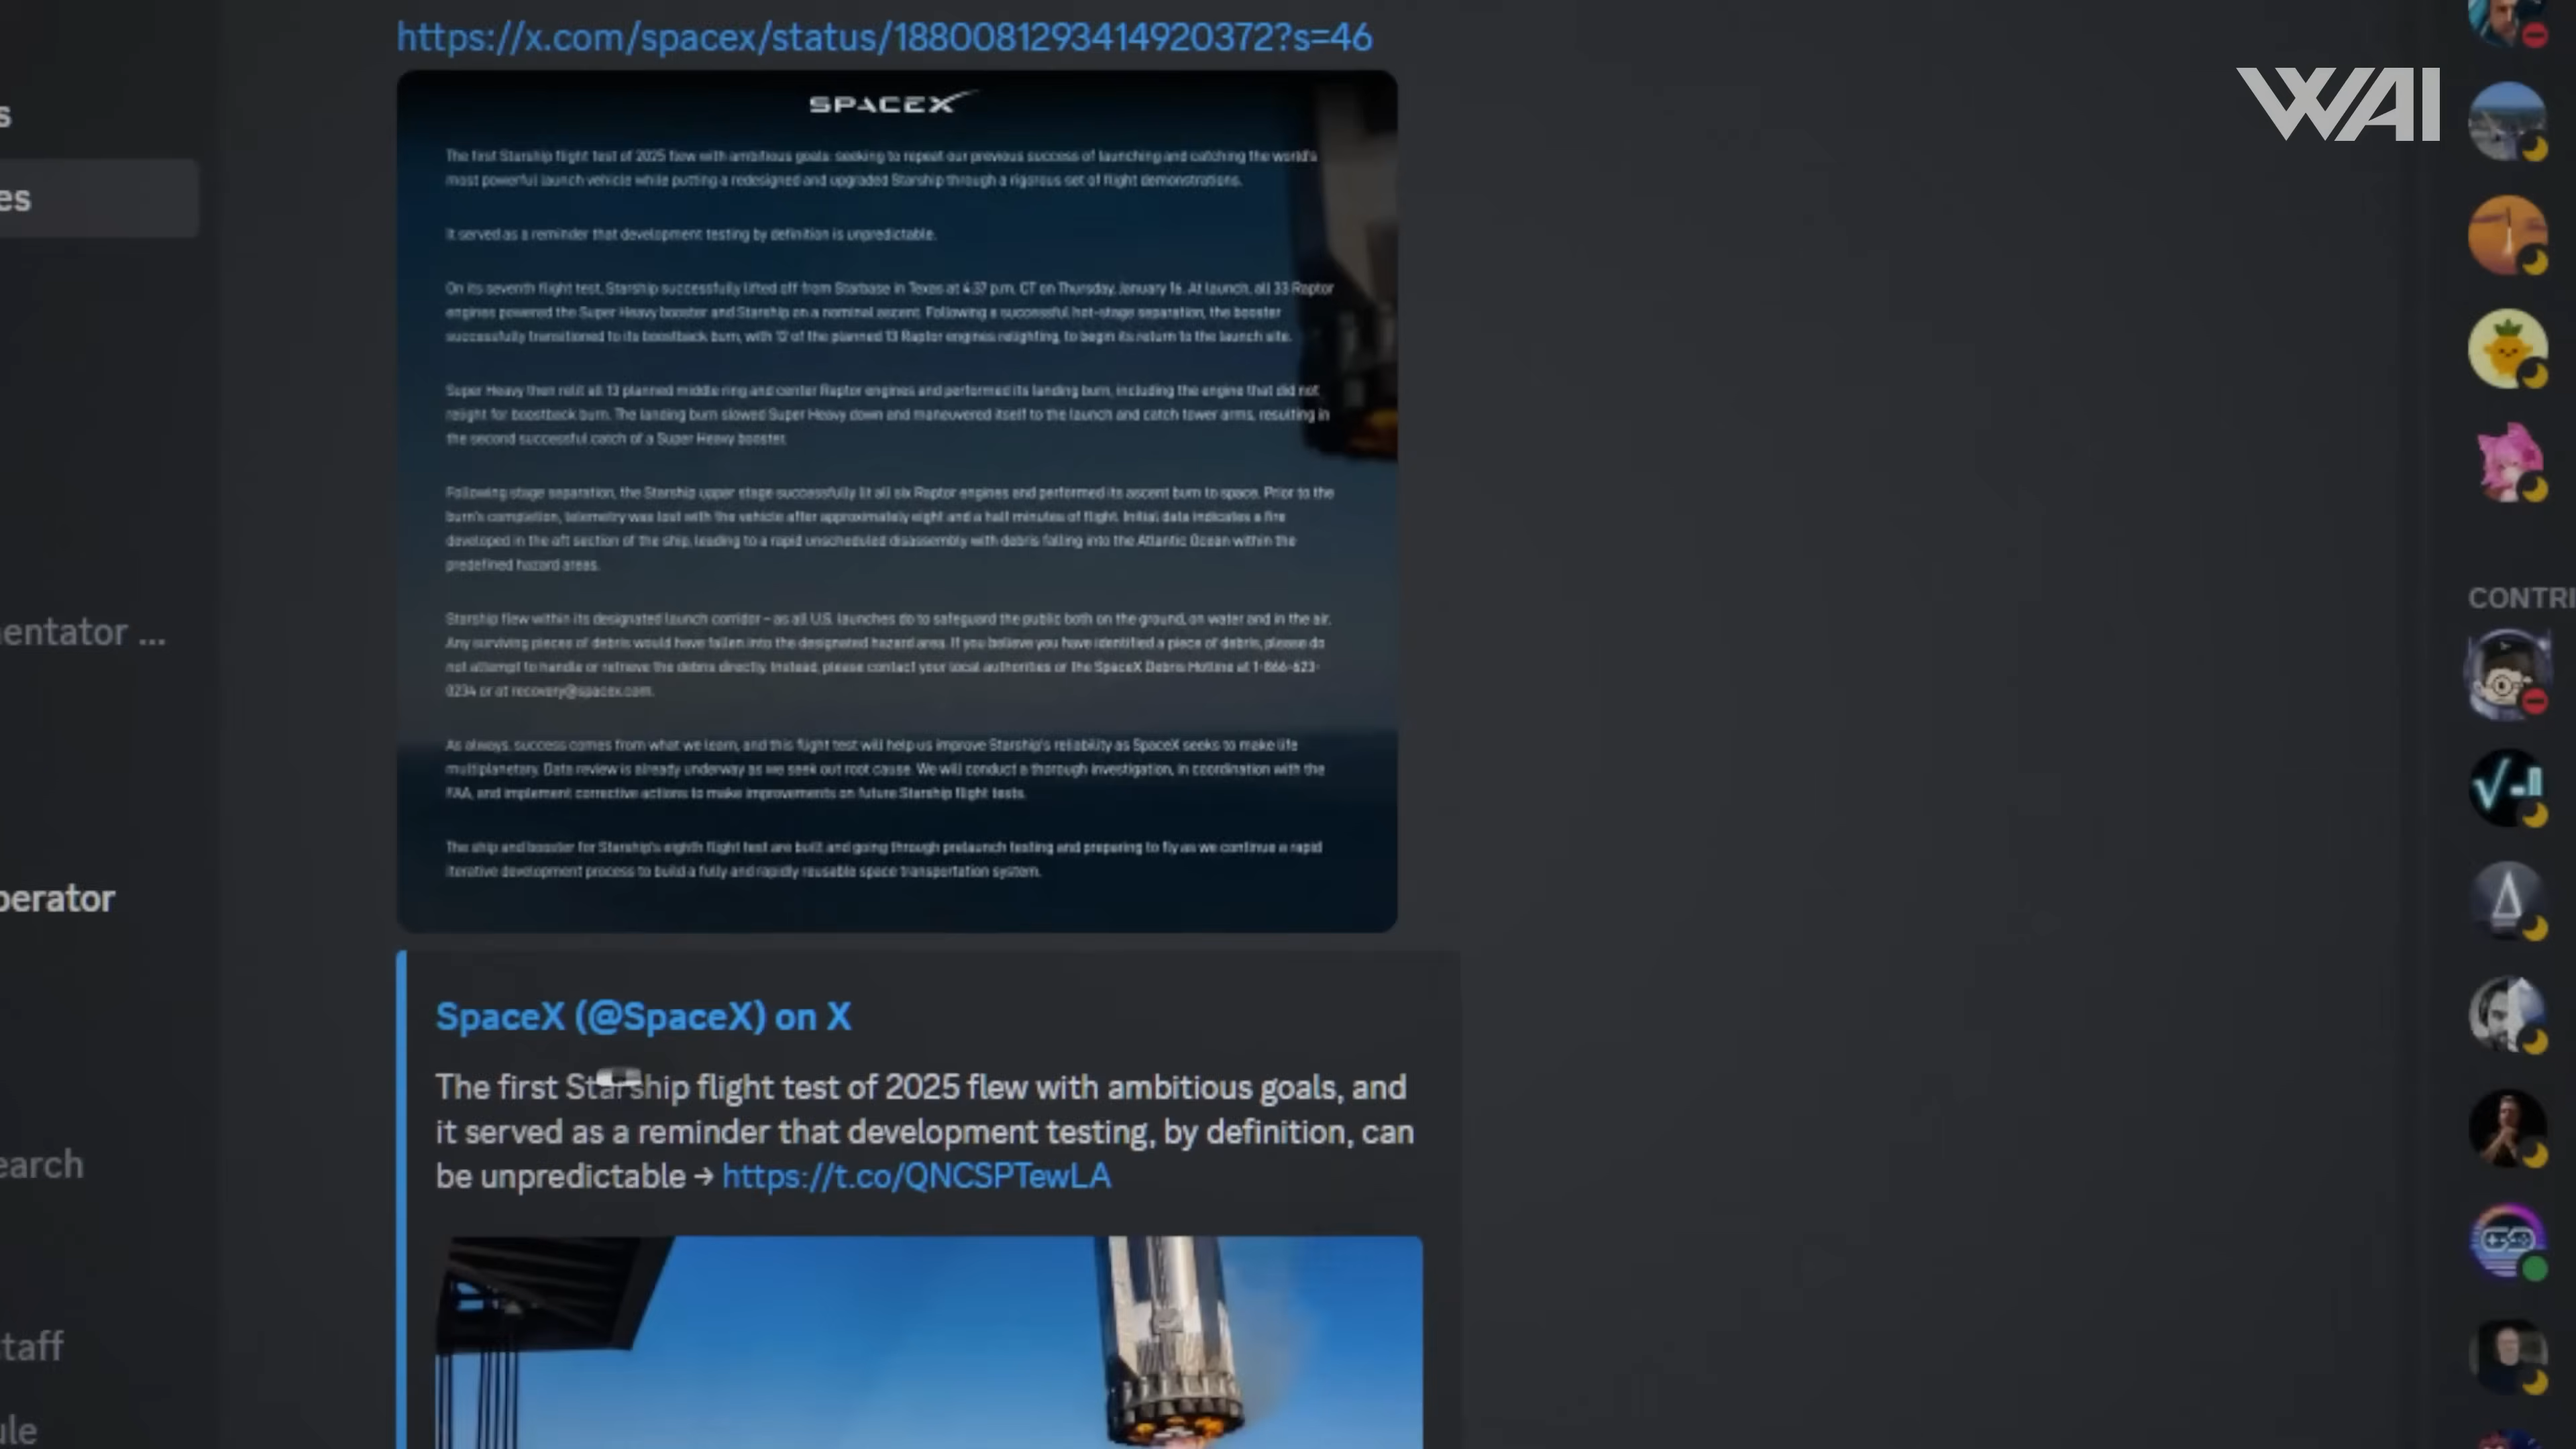 https://x.com/spacex/status/1880081293414920372?s=46
WAI
s
es
SPACEX
The first Starship flight test of 2025 flew with ambitious goals: seeking to repeat our previous success of launching and catching the world's
most powerful launch vehicle while putting a redesigned and upgraded Starship through a rigorous set of flight demonstrations.
It served as a reminder that development testing by definition is unpredictable.
On its seventh flight test, Starship successfully lifted off from Starbase in Texas at 4:37 p.m. CT on Thursday, January 16. At launch, all 33 Raptor
engines powered the Super Heavy booster and Starship on a nominal ascent. Following a successful hot-stage separation, the booster
successfully transitioned to its boostback burn, with 12 of the planned 13 Raptor engines relighting, to begin its return to the launch site.
Super Heavy then relit all 13 planned middle ring and center Raptor engines and performed its landing burn, including the engine that did not
relight for boostback burn. The landing burn slowed Super Heavy down and maneuvered itself to the launch and catch tower arms, resulting in
the second successful catch of a Super Heavy booster.
Following stage separation, the Starship upper stage successfully lit all six Raptor engines and performed its ascent burn to space. Prior to the
burn's completion, telemetry was lost with the vehicle after approximately eight and a half minutes of flight. Initial data indicates a fire
developed in the aft section of the ship, leading to a rapid unscheduled disassembly with debris falling into the Atlantic Ocean within the
predefined hazard areas.
Starship flew within its designated launch corridor – as all U.S. launches do to safeguard the public both on the ground, on water and in the air.
Any surviving pieces of debris would have fallen into the designated hazard area. If you believe you have identified a piece of debris, please do
not attempt to handle or retrieve the debris directly. Instead, please contact your local authorities or the SpaceX Debris Hotline at 1-866-623-
0234 or at recovery@spacex.com.
As always, success comes from what we learn, and this flight test will help us improve Starship's reliability as SpaceX seeks to make life
multiplanetary. Data review is already underway as we seek out root cause. We will conduct a thorough investigation, in coordination with the
FAA, and implement corrective actions to make improvements on future Starship flight tests.
The ship and booster for Starship's eighth flight test are built and going through prelaunch testing and preparing to fly as we continue a rapid
iterative development process to build a fully and rapidly reusable space transportation system.
CONTRI
entator ...
perator
SpaceX (@SpaceX) on X
The first Starship flight test of 2025 flew with ambitious goals, and
it served as a reminder that development testing, by definition, can
be unpredictable → https://t.co/QNCSPTewLA
earch
taff
ule